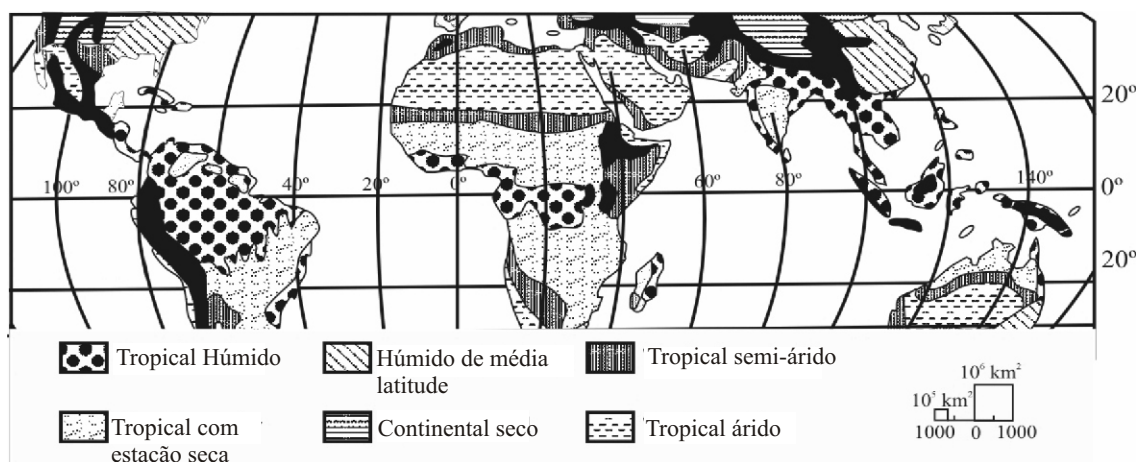 20º
100º 80º 40º 20º 0º 60º 80º 140º 0º
20º
Tropical Húmido
Húmido de média
latitude
Tropical semi-árido
Tropical com
estação seca
Continental seco
Tropical árido
10⁶ km²
10⁵ km²
1000 0 1000